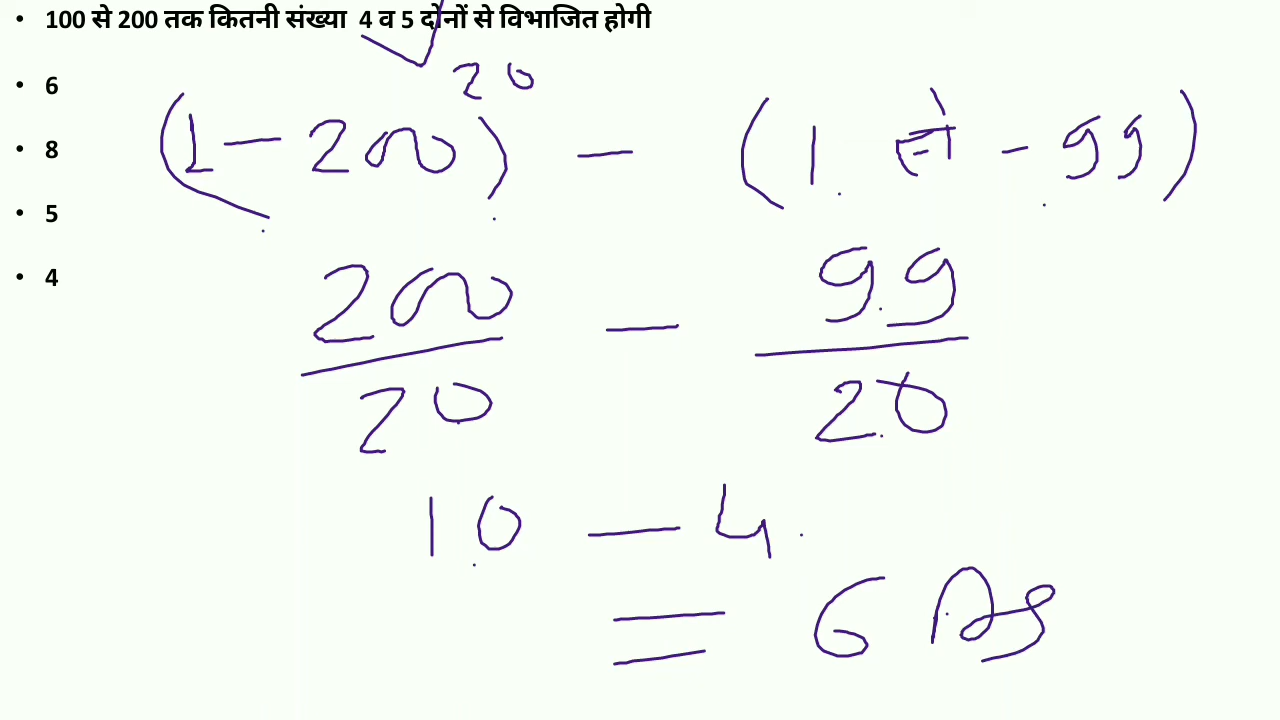 • 100 से 200 तक कितनी संख्या 4 व 5 दोनों से विभाजित होगी
20
• 6
• 8
• 5
• 4
(1 - 200) - (1 से - 99)
200/20 - 99/20
10 - 4
= 6 As